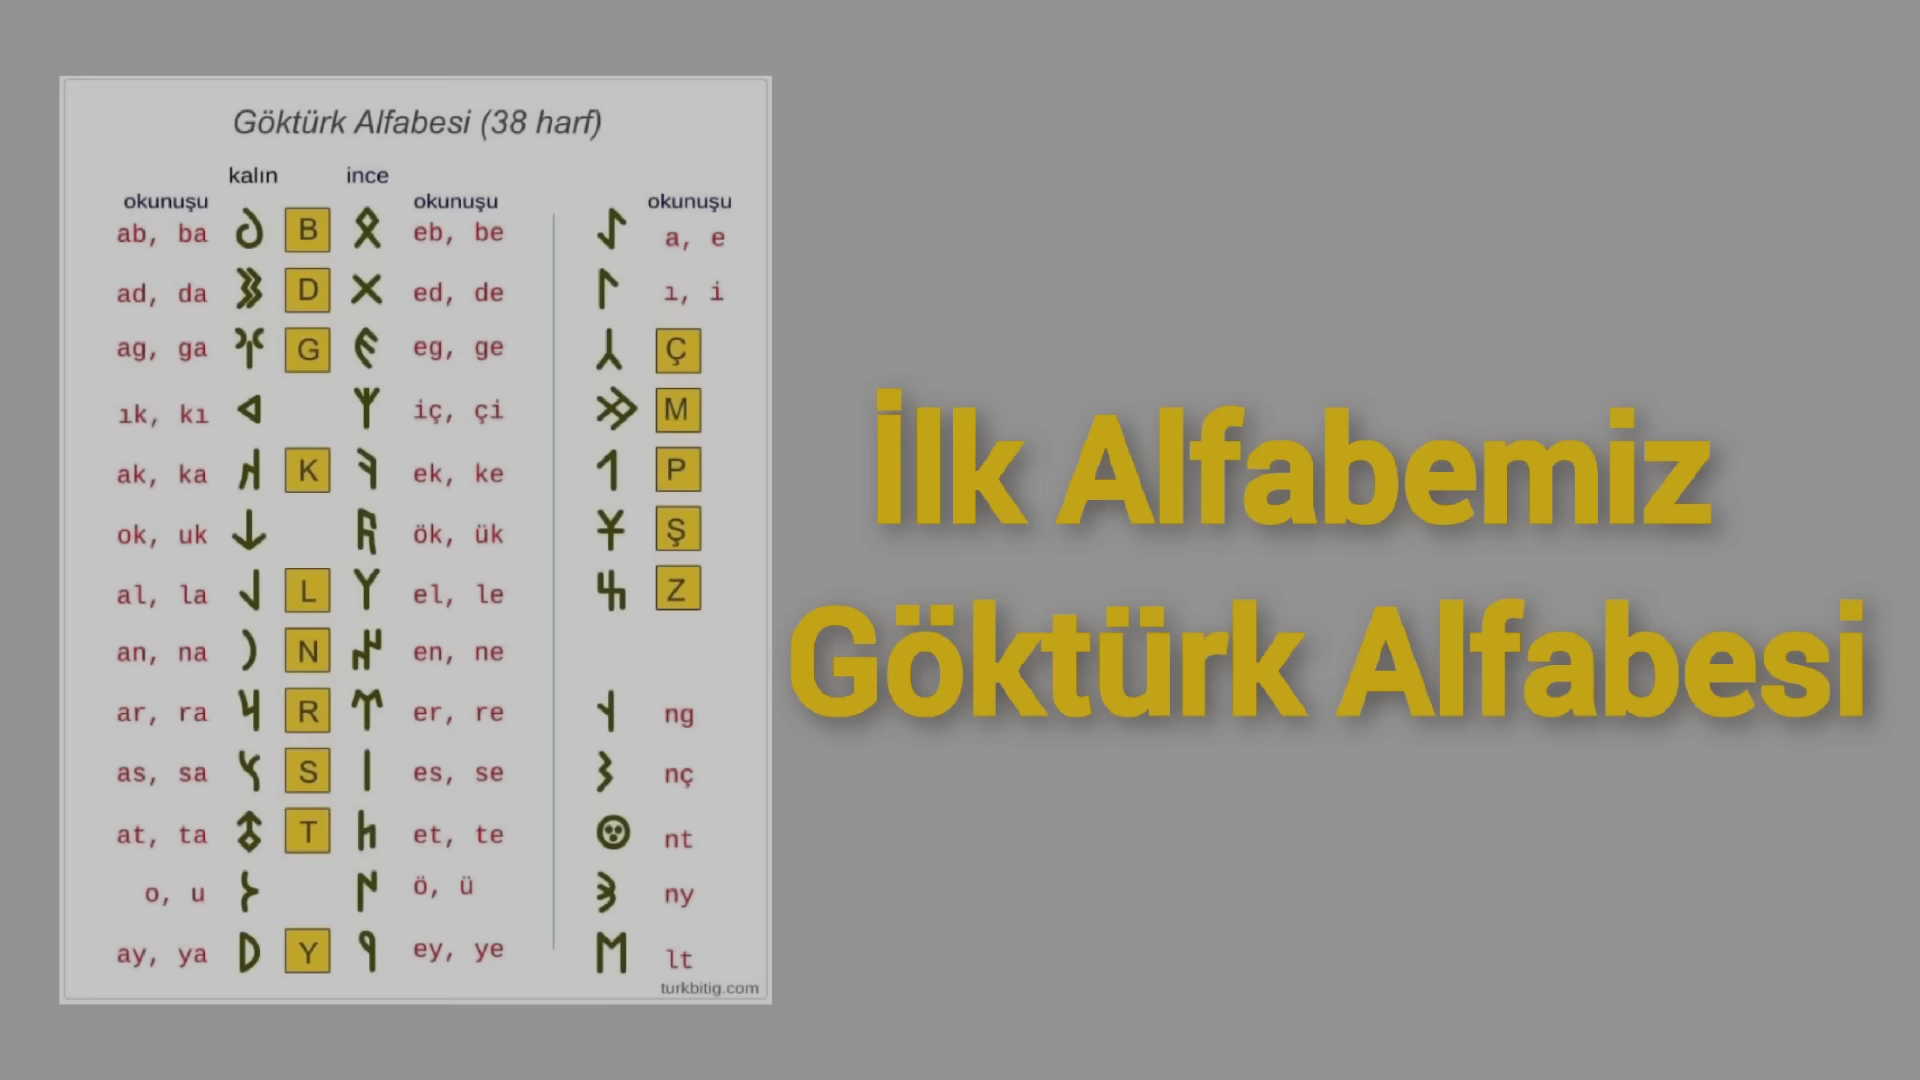 Göktürk Alfabesi (38 harf)
kalın ince
okunuşu okunuşu okunuşu
ab, ba 𐰉 B 𐰋 eb, be 𐰀 a, e
ad, da 𐰑 D 𐰓 ed, de 𐰃 ı, i
ag, ga 𐰍 G 𐰏 eg, ge 𐰲 Ç
ık, kı 𐰶 𐰱 iç, çi 𐰢 M
ak, ka 𐰴 K 𐰚 ek, ke 𐰯 P
ok, uk 𐰸 𐰜 ök, ük 𐱁 Ş
al, la 𐰞 L 𐰠 el, le 𐰔 Z
an, na 𐰣 N 𐰤 en, ne
ar, ra 𐰺 R 𐰼 er, re 𐰭 ng
as, sa 𐰽 S 𐰾 es, se 𐰨 nç
at, ta 𐱃 T 𐱅 et, te 𐰦 nt
o, u 𐰆 𐰇 ö, ü 𐰪 ny
ay, ya 𐰖 Y 𐰘 ey, ye 𐰡 lt
turkbitig.com
İlk Alfabemiz
Göktürk Alfabesi